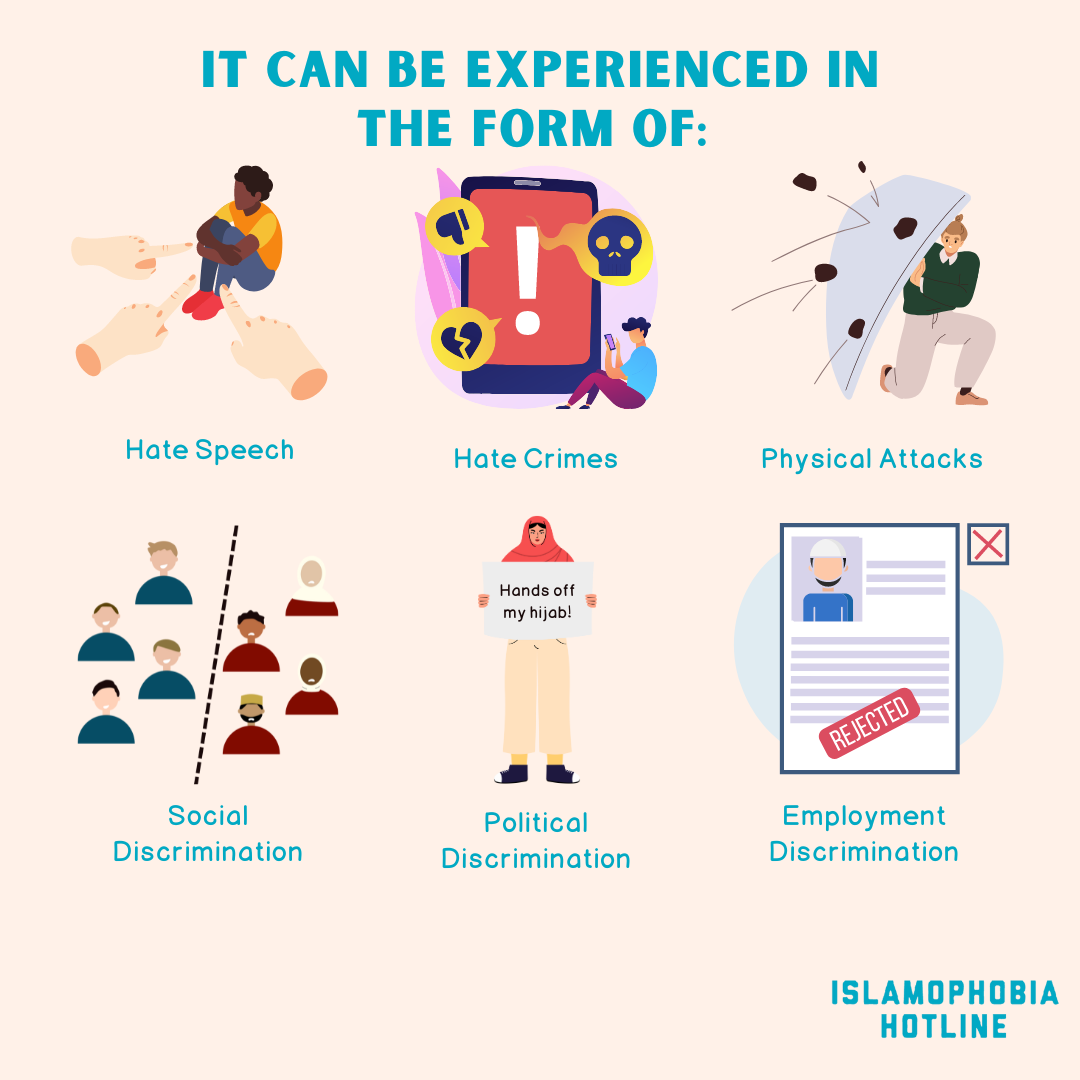 IT CAN BE EXPERIENCED IN
THE FORM OF:
Hate Speech
Hate Crimes
Physical Attacks
Hands off
my hijab!
REJECTED
Social
Discrimination
Political
Discrimination
Employment
Discrimination
ISLAMOPHOBIA
HOTLINE